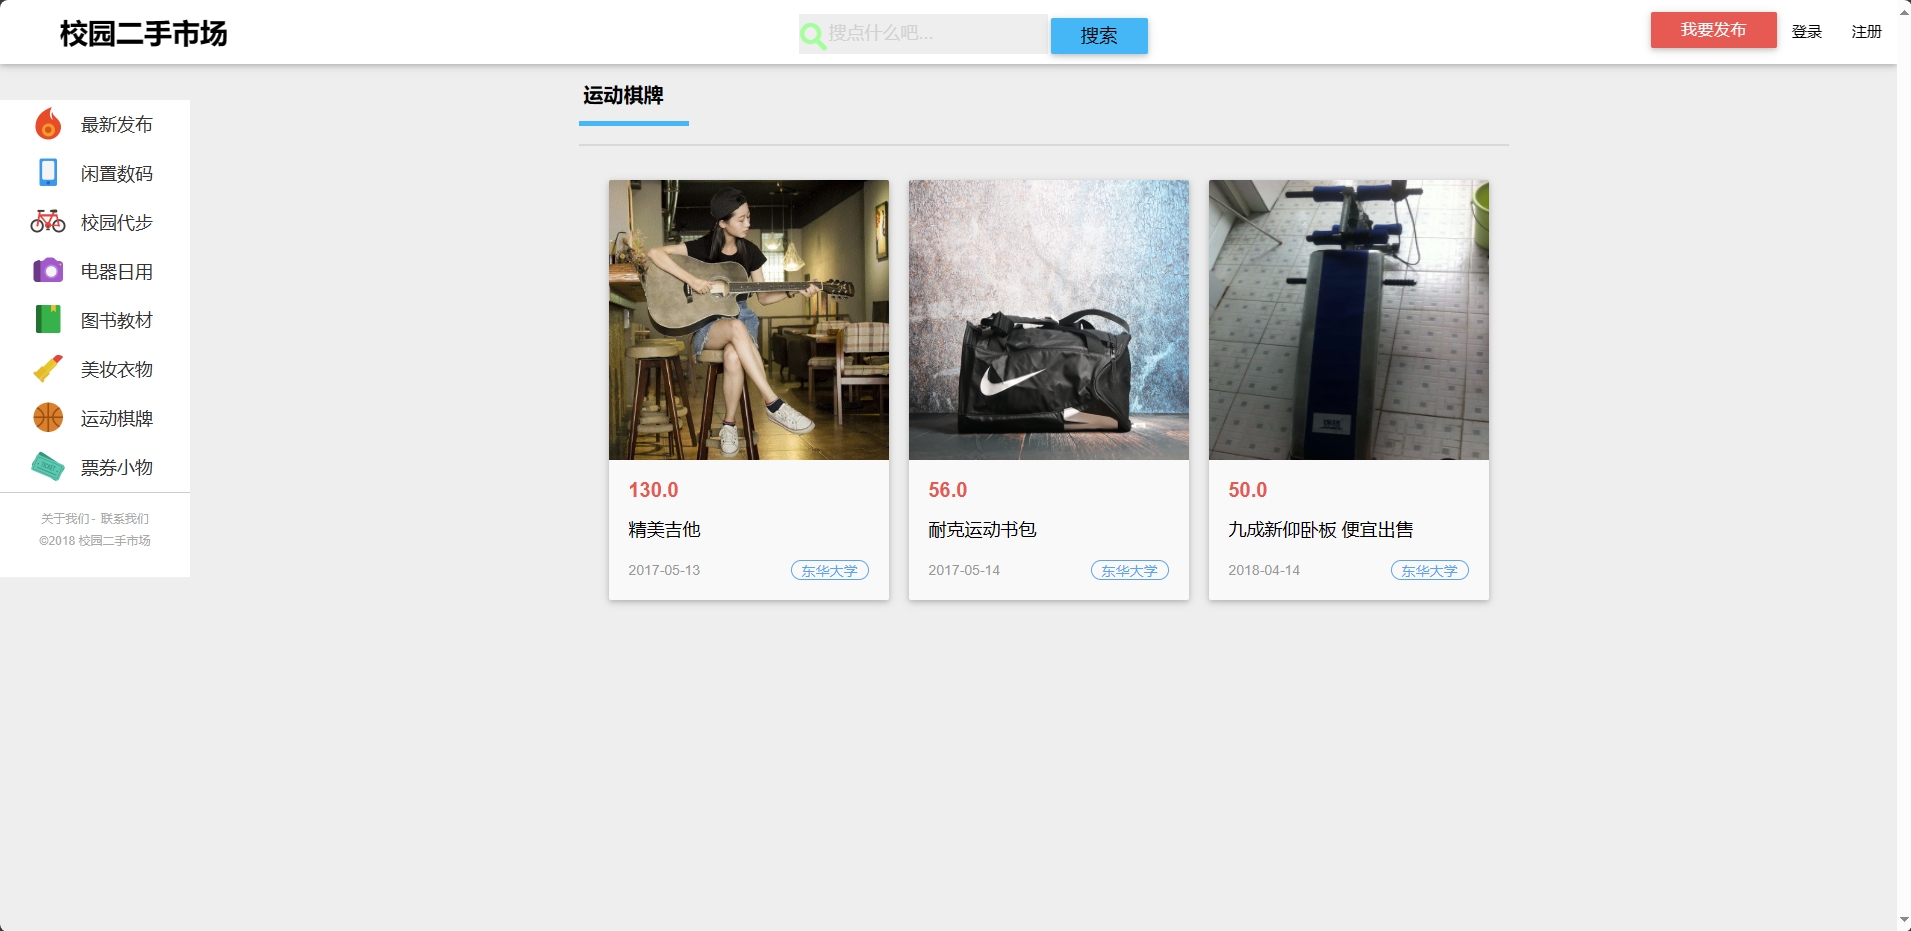 校园二手市场
搜点什么吧...
搜索
我要发布
登录
注册
最新发布
闲置数码
校园代步
电器日用
图书教材
美妆衣物
运动棋牌
票券小物
关于我们 - 联系我们
©2018 校园二手市场
运动棋牌
130.0
精美吉他
2017-05-13
东华大学
56.0
耐克运动书包
2017-05-14
东华大学
50.0
九成新仰卧板 便宜出售
2018-04-14
东华大学